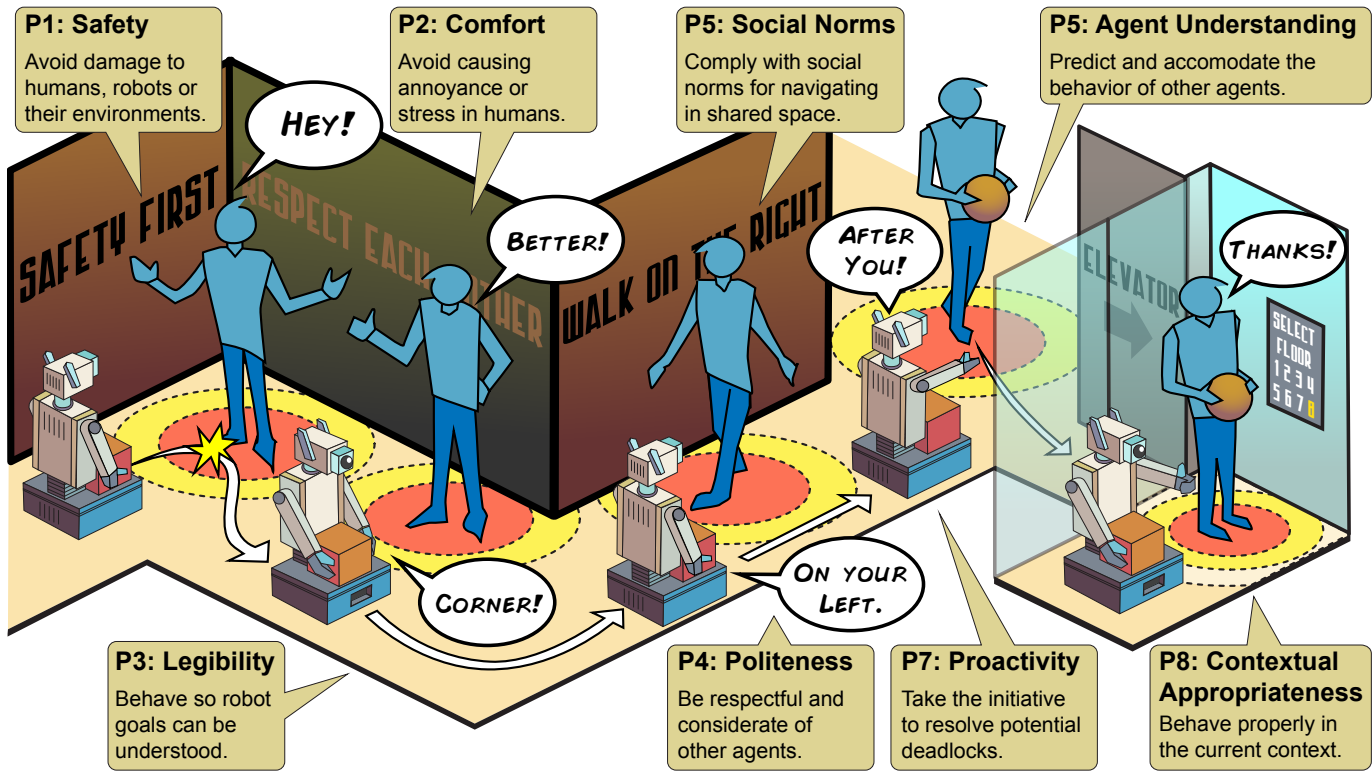 P1: Safety
Avoid damage to
humans, robots or
their environments.
P2: Comfort
Avoid causing
annoyance or
stress in humans.
P5: Social Norms
Comply with social
norms for navigating
in shared space.
P5: Agent Understanding
Predict and accomodate the
behavior of other agents.
HEY!
SAFETY FIRST
RESPECT EACH OTHER
BETTER!
WALK ON THE RIGHT
AFTER
YOU!
ELEVATOR
THANKS!
SELECT
FLOOR
1 2 3 4
5 6 7 8
CORNER!
ON YOUR
LEFT.
P3: Legibility
Behave so robot
goals can be
understood.
P4: Politeness
Be respectful and
considerate of
other agents.
P7: Proactivity
Take the initiative
to resolve potential
deadlocks.
P8: Contextual
Appropriateness
Behave properly in
the current context.